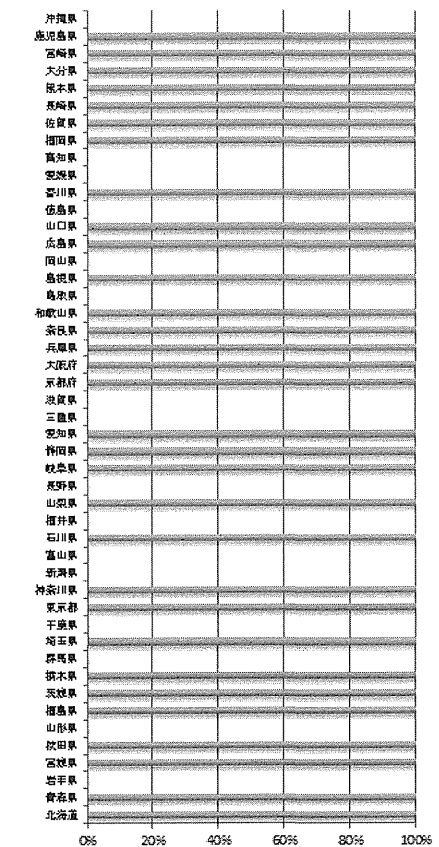 沖縄県
鹿児島県
宮崎県
大分県
熊本県
長崎県
佐賀県
福岡県
高知県
愛媛県
香川県
徳島県
山口県
広島県
岡山県
島根県
鳥取県
和歌山県
奈良県
兵庫県
大阪府
京都府
滋賀県
三重県
愛知県
静岡県
岐阜県
長野県
山梨県
福井県
石川県
富山県
新潟県
神奈川県
東京都
千葉県
埼玉県
群馬県
栃木県
茨城県
福島県
山形県
秋田県
宮城県
岩手県
青森県
北海道
0% 20% 40% 60% 80% 100%